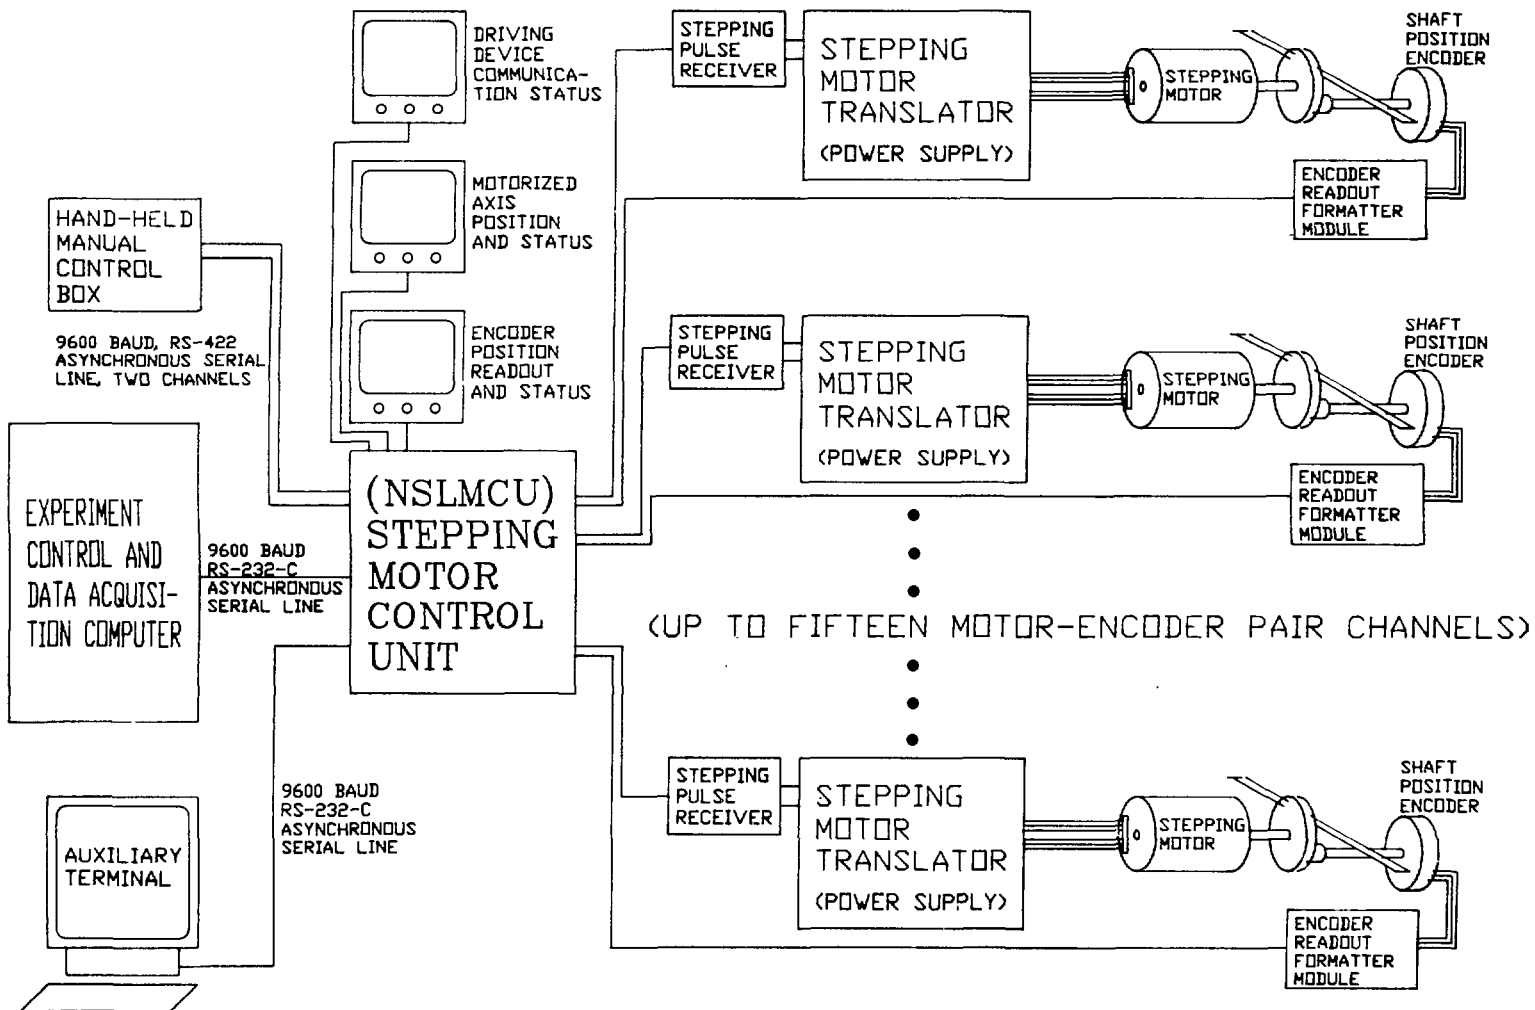 DRIVING
DEVICE
COMMUNICA-
TION STATUS
MOTORIZED
AXIS
POSITION
AND STATUS
ENCODER
POSITION
READOUT
AND STATUS
HAND-HELD
MANUAL
CONTROL
BOX
9600 BAUD, RS-422
ASYNCHRONOUS SERIAL
LINE, TWO CHANNELS
EXPERIMENT
CONTROL AND
DATA ACQUISI-
TION COMPUTER
9600 BAUD
RS-232-C
ASYNCHRONOUS
SERIAL LINE
(NSLMCU)
STEPPING
MOTOR
CONTROL
UNIT
AUXILIARY
TERMINAL
9600 BAUD
RS-232-C
ASYNCHRONOUS
SERIAL LINE
STEPPING
PULSE
RECEIVER
STEPPING
MOTOR
TRANSLATOR
(POWER SUPPLY)
STEPPING
MOTOR
SHAFT
POSITION
ENCODER
ENCODER
READOUT
FORMATTER
MODULE
STEPPING
PULSE
RECEIVER
STEPPING
MOTOR
TRANSLATOR
(POWER SUPPLY)
STEPPING
MOTOR
SHAFT
POSITION
ENCODER
ENCODER
READOUT
FORMATTER
MODULE
(UP TO FIFTEEN MOTOR-ENCODER PAIR CHANNELS)
STEPPING
PULSE
RECEIVER
STEPPING
MOTOR
TRANSLATOR
(POWER SUPPLY)
STEPPING
MOTOR
SHAFT
POSITION
ENCODER
ENCODER
READOUT
FORMATTER
MODULE